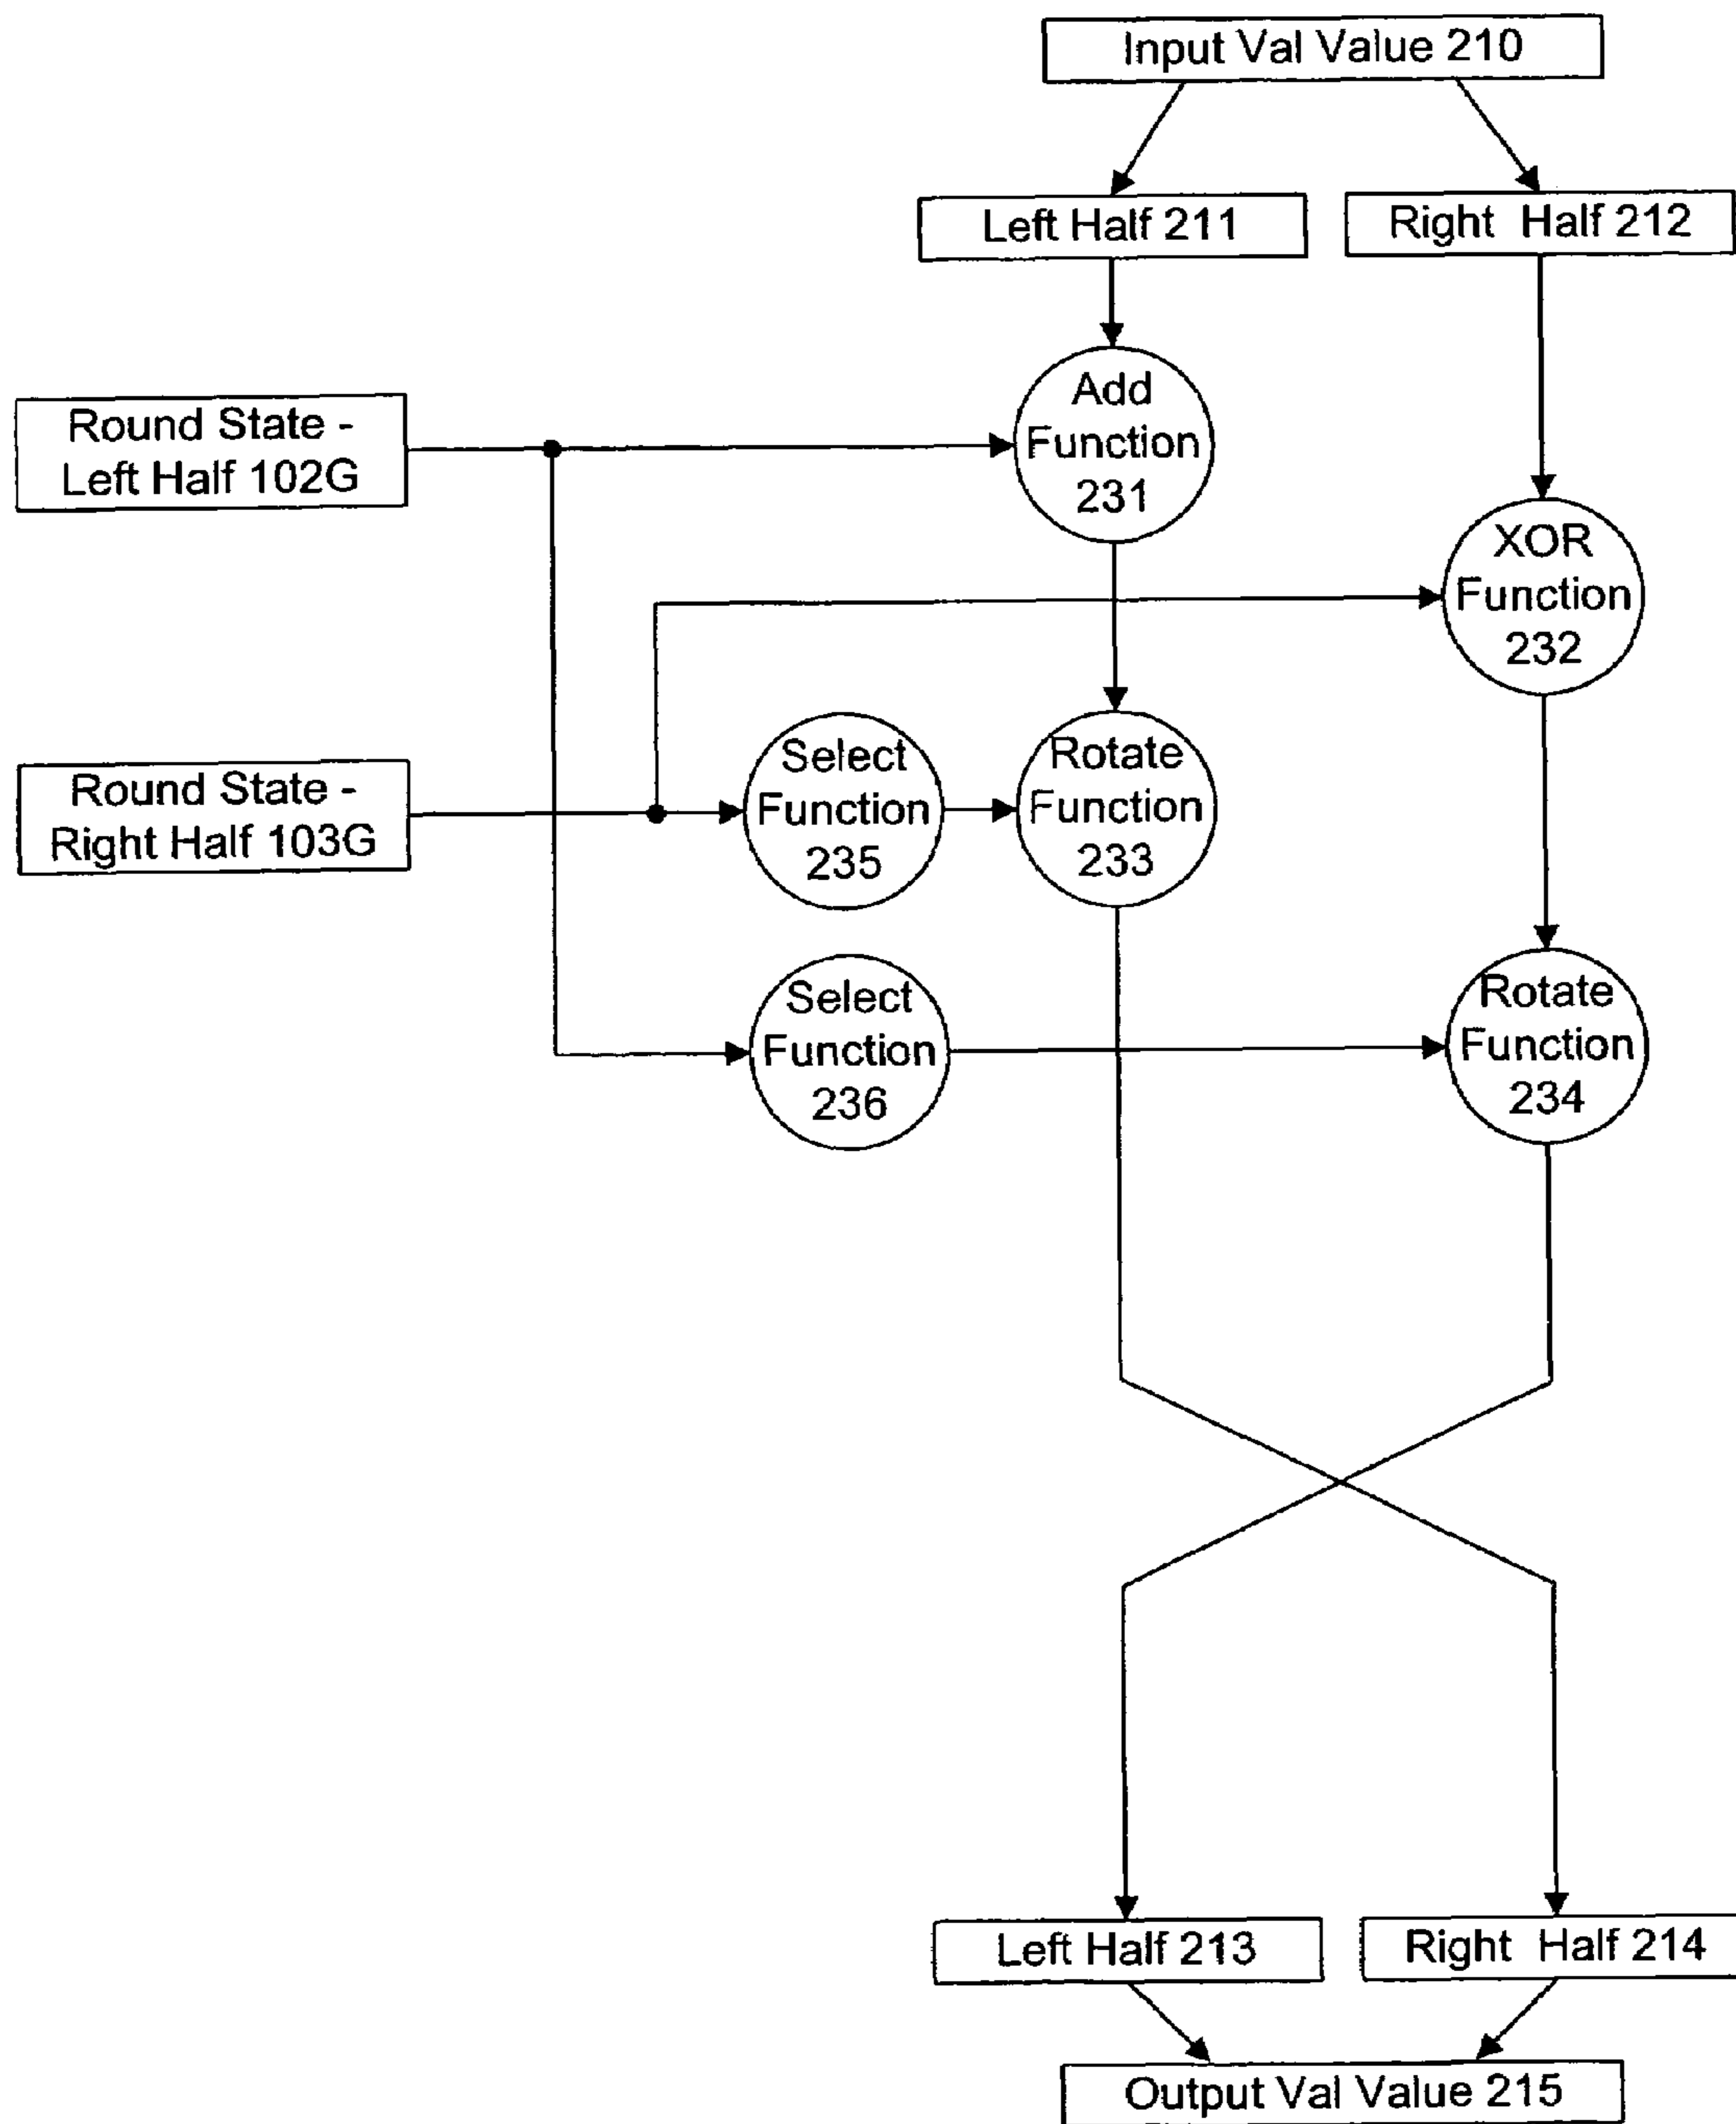 Input Val Value 210
Left Half 211
Right Half 212
Add
Function
231
Round State -
Left Half 102G
XOR
Function
232
Round State -
Right Half 103G
Select
Function
235
Rotate
Function
233
Select
Function
236
Rotate
Function
234
Left Half 213
Right Half 214
Output Val Value 215